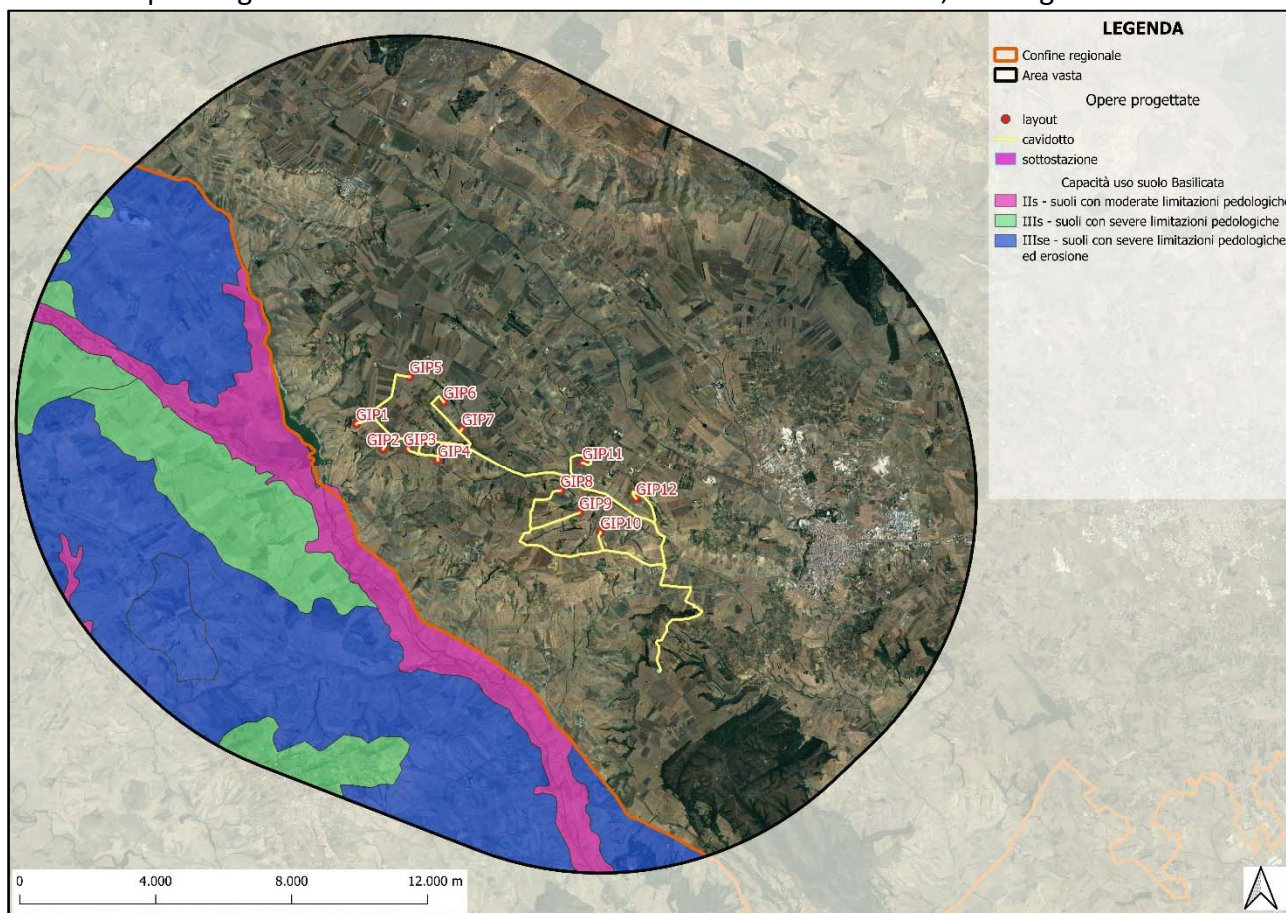 LEGENDA
Confine regionale
Area vasta
Opere progettate
layout
cavidotto
sottostazione
Capacità uso suolo Basilicata
IIs - suoli con moderate limitazioni pedologiche
IIIs - suoli con severe limitazioni pedologiche
IIIse - suoli con severe limitazioni pedologiche
ed erosione
GIP5
GIP6
GIP1
GIP7
GIP2
GIP3
GIP4
GIP11
GIP8
GIP12
GIP9
GIP10
0 4.000 8.000 12.000 m